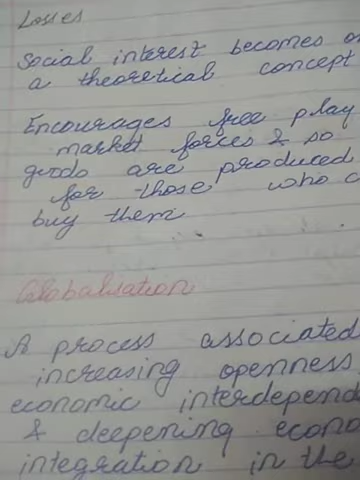 Losses
Social interest becomes
a theoretical concept
Encourages free play
market forces & so
goods are produced
for those who
buy them
Globalisation
A process associated
increasing openness
economic interdepend
& deepening econo
integration in the